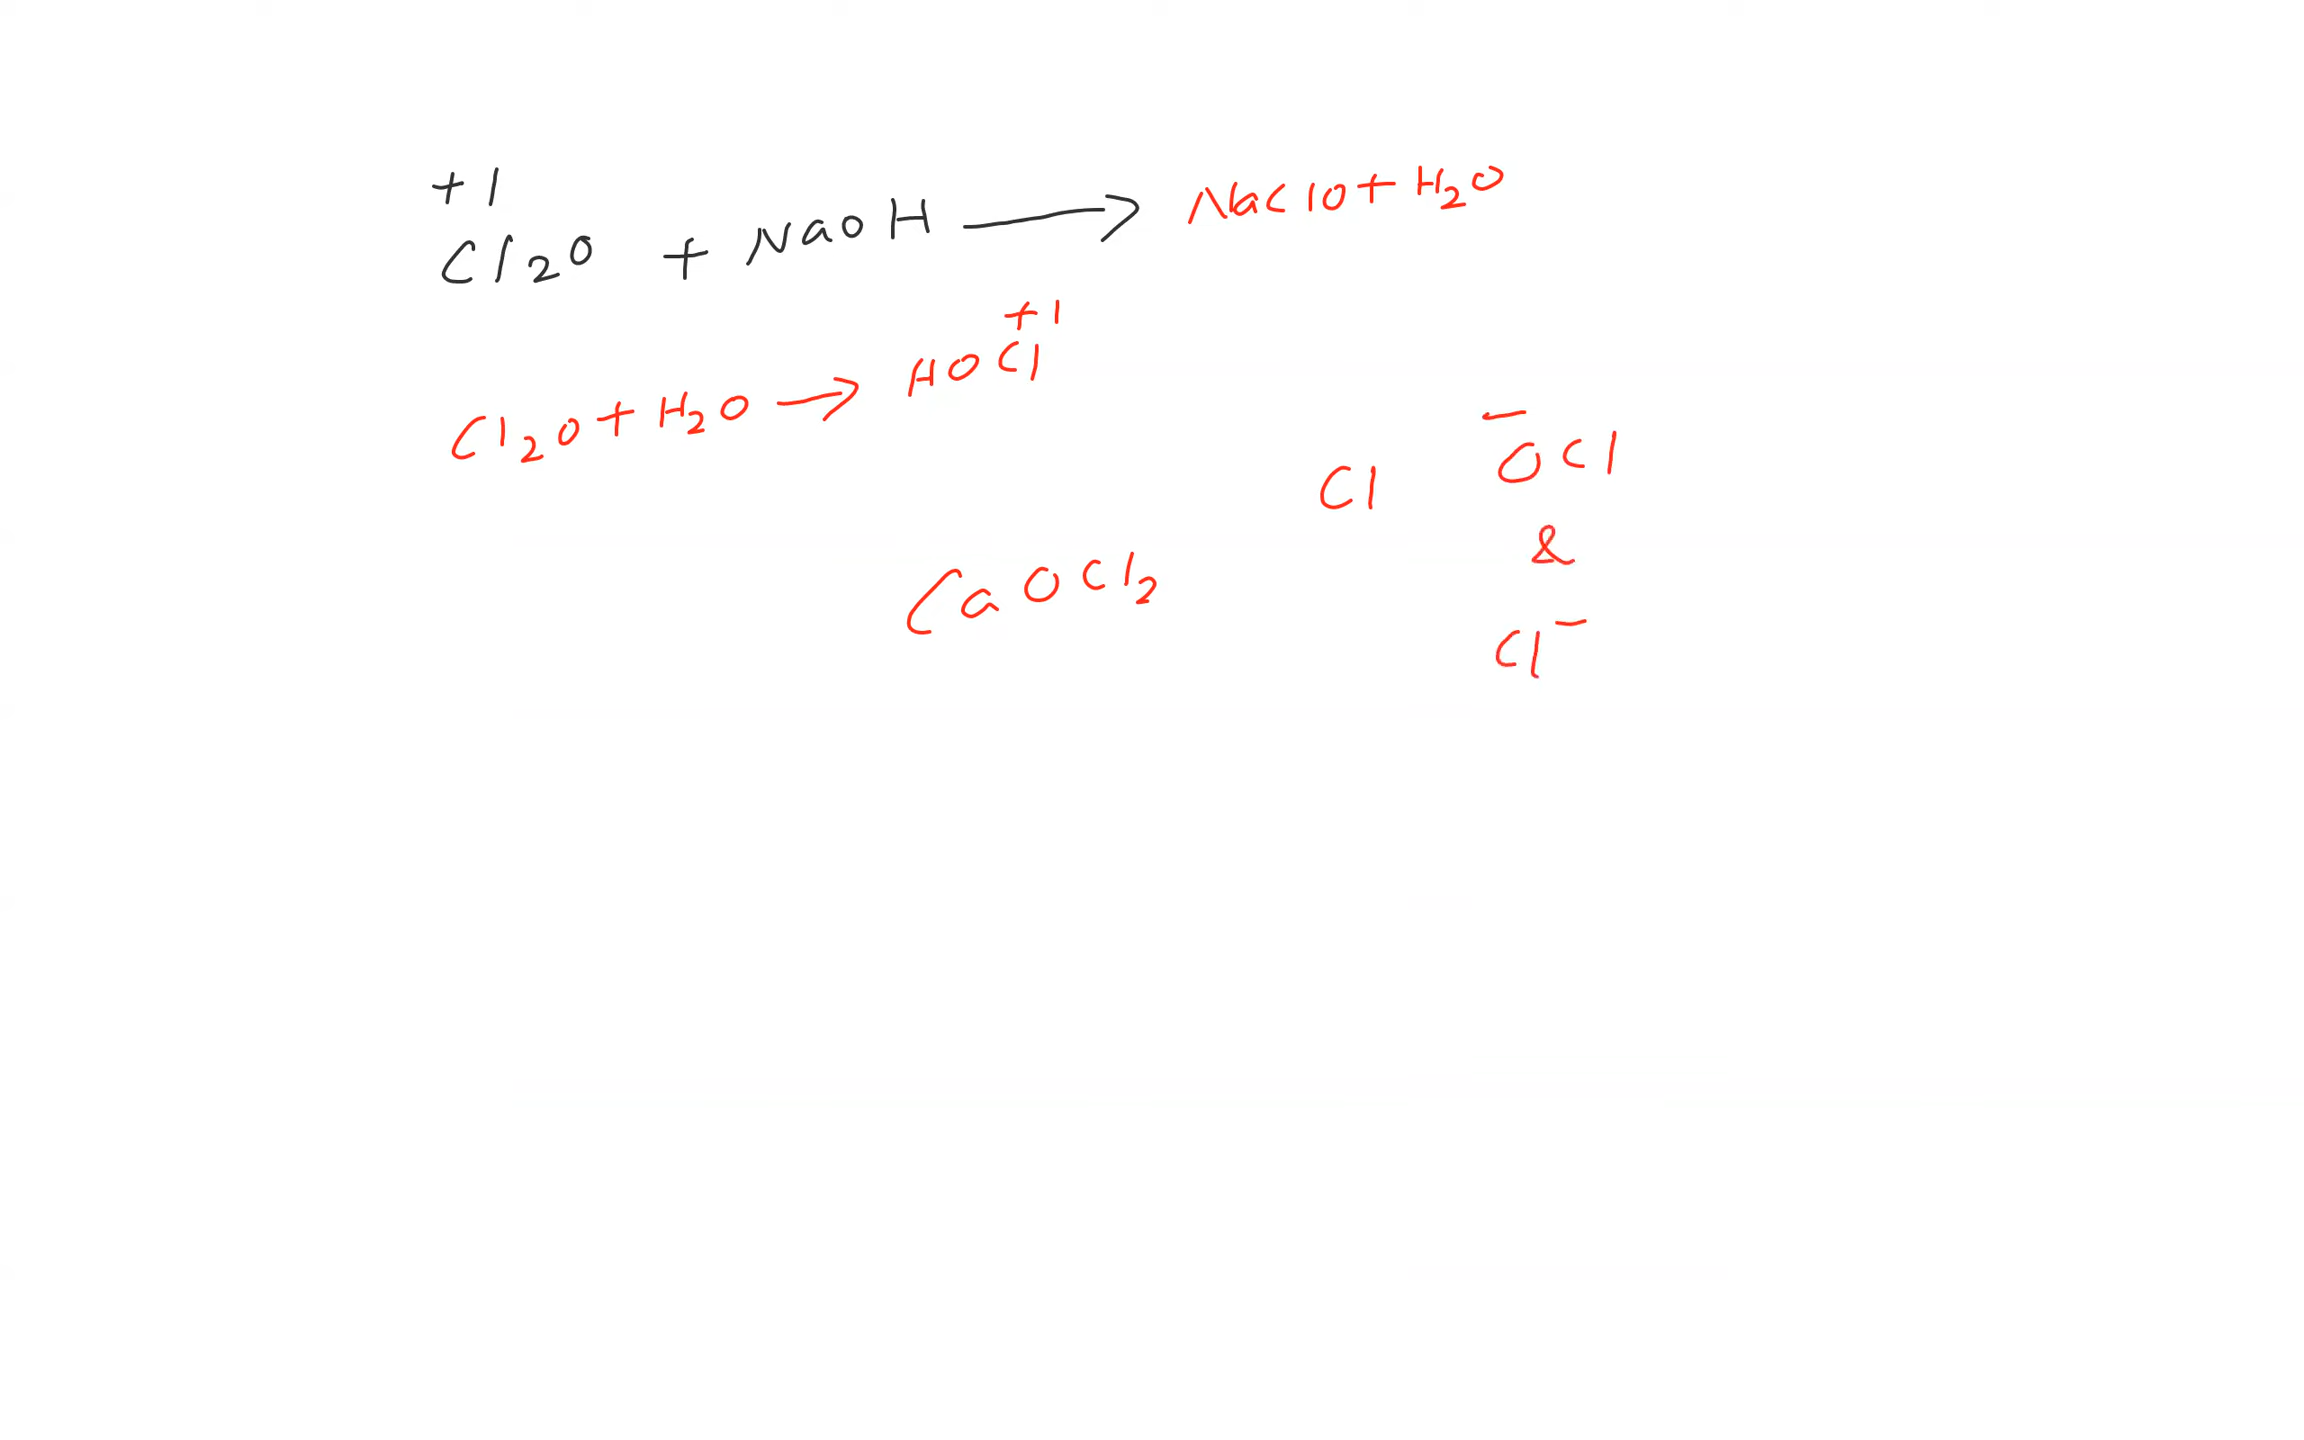 +1
Cl₂O + NaOH ⟶ NaClO + H₂O
+1
Cl₂O + H₂O ⟶ HOCl
−
Cl OCl
&
CaOCl₂
Cl⁻